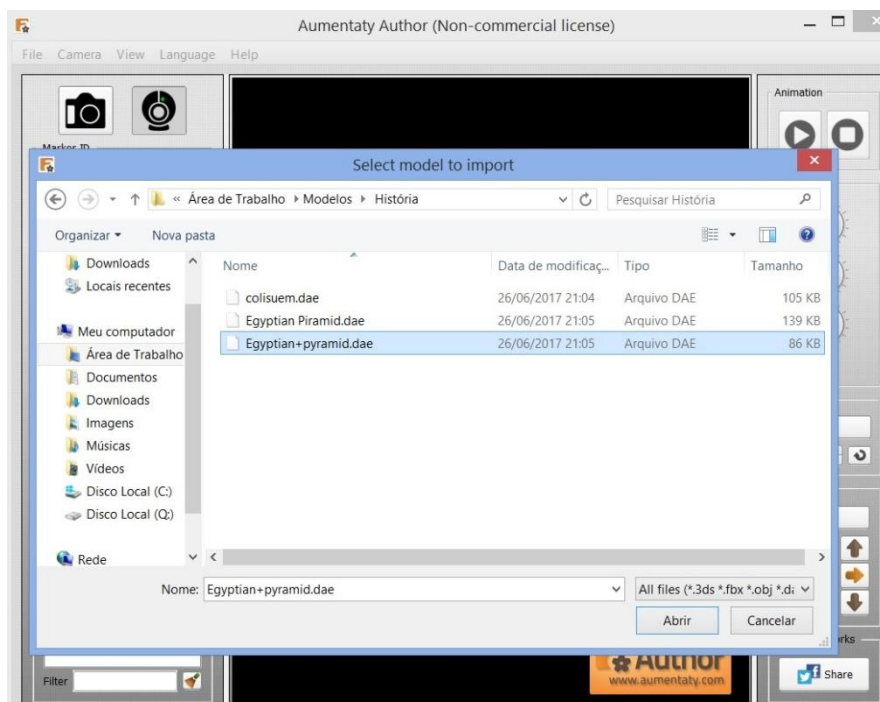 Aumentaty Author (Non-commercial license)
File Camera View Language Help
Animation
Marker ID
Select model to import
« Área de Trabalho Modelos História
Pesquisar História
Organizar Nova pasta
Downloads
Locais recentes
Meu computador
Área de Trabalho
Documentos
Downloads
Imagens
Músicas
Vídeos
Disco Local (C:)
Disco Local (Q:)
Rede
Nome Data de modificaç... Tipo Tamanho
colisuem.dae 26/06/2017 21:04 Arquivo DAE 105 KB
Egyptian Piramid.dae 26/06/2017 21:05 Arquivo DAE 139 KB
Egyptian+pyramid.dae 26/06/2017 21:05 Arquivo DAE 86 KB
Nome: Egyptian+pyramid.dae
All files (*.3ds *.fbx *.obj *.da
Abrir Cancelar
Author
www.aumentaty.com
Filter
Share